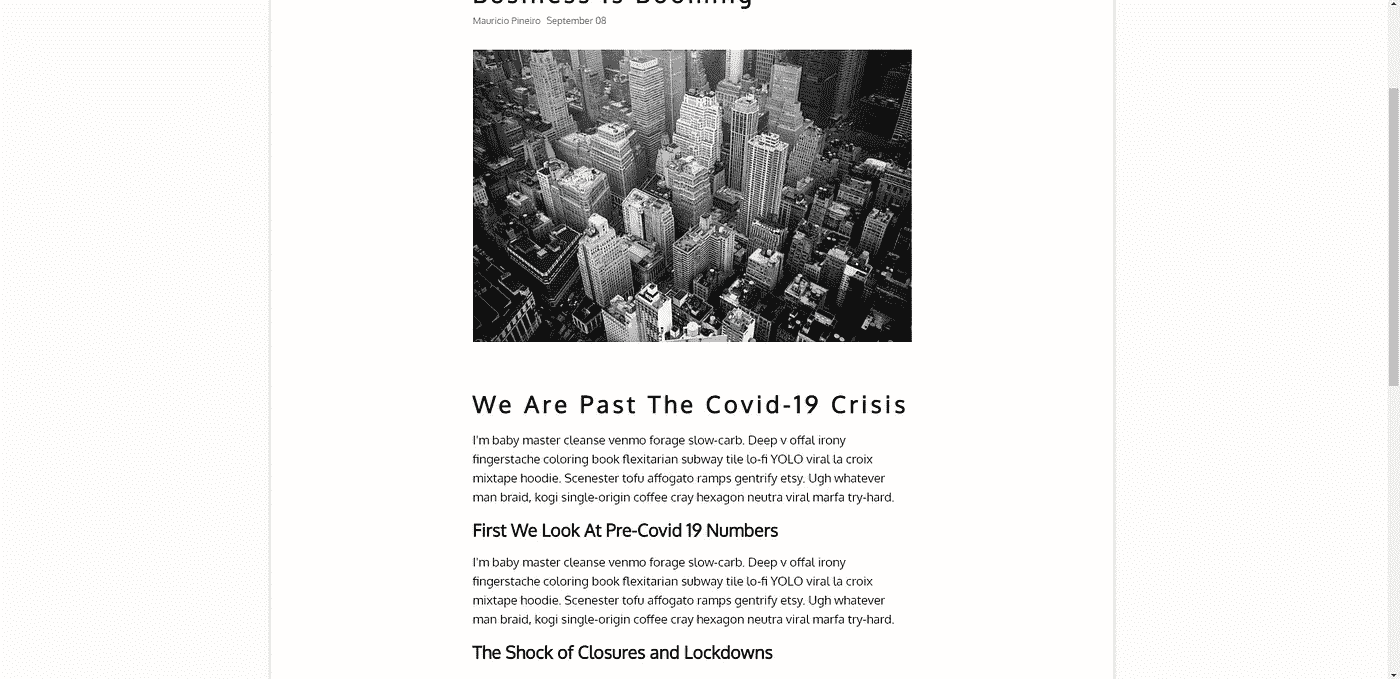 Business Is Booming
Mauricio Pineiro September 08
We Are Past The Covid-19 Crisis
I'm baby master cleanse venmo forage slow-carb. Deep v offal irony
fingerstache coloring book flexitarian subway tile lo-fi YOLO viral la croix
mixtape hoodie. Scenester tofu affogato ramps gentrify etsy. Ugh whatever
man braid, kogi single-origin coffee cray hexagon neutra viral marfa try-hard.
First We Look At Pre-Covid 19 Numbers
I'm baby master cleanse venmo forage slow-carb. Deep v offal irony
fingerstache coloring book flexitarian subway tile lo-fi YOLO viral la croix
mixtape hoodie. Scenester tofu affogato ramps gentrify etsy. Ugh whatever
man braid, kogi single-origin coffee cray hexagon neutra viral marfa try-hard.
The Shock of Closures and Lockdowns